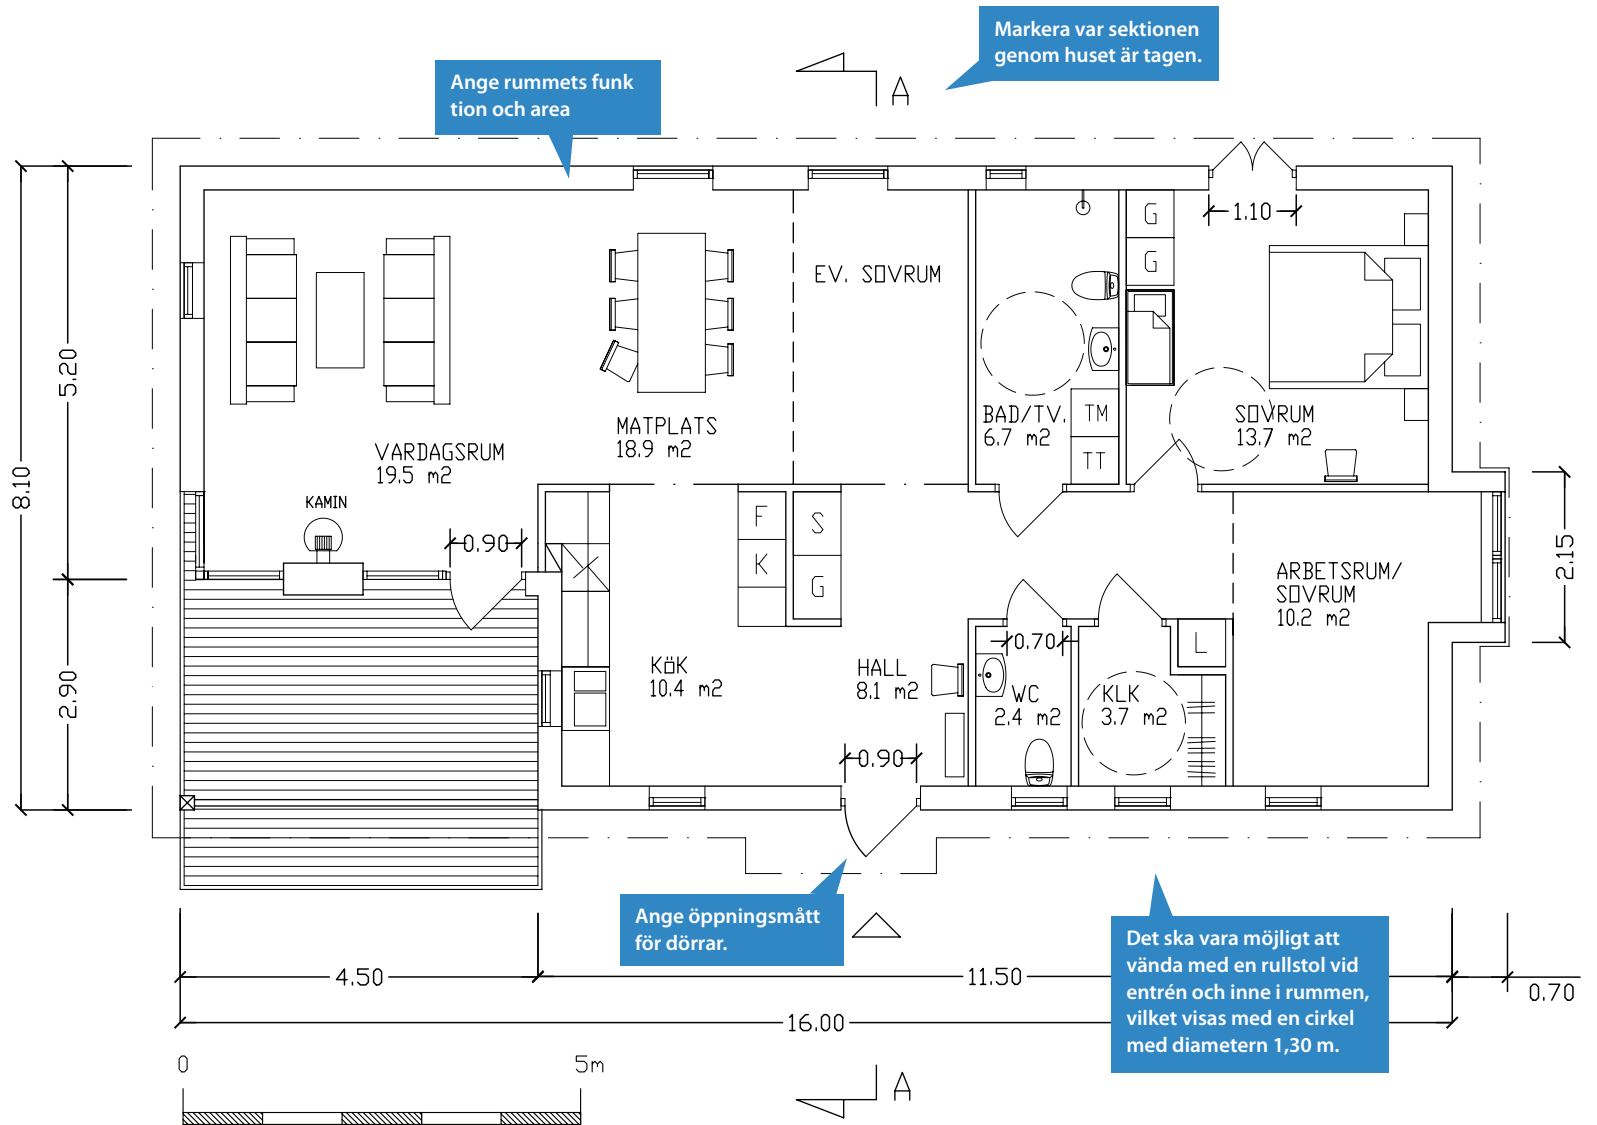 Markera var sektionen
genom huset är tagen.
Ange rummets funk
tion och area
A
1.10
G
G
EV. SOVRUM
5.20
8.10
MATPLATS
18.9 m2
VARDAGSRUM
19.5 m2
BAD/TV.
6.7 m2
TM
TT
SOVRUM
13.7 m2
KAMIN
0.90
F
K
S
G
ARBETSRUM/
SOVRUM
10.2 m2
2.15
2.90
KÖK
10.4 m2
HALL
8.1 m2
0.70
WC
2.4 m2
KLK
3.7 m2
L
0.90
Ange öppningsmått
för dörrar.
Det ska vara möjligt att
vända med en rullstol vid
entrén och inne i rummen,
vilket visas med en cirkel
med diametern 1,30 m.
4.50
11.50
0.70
16.00
0
5m
A